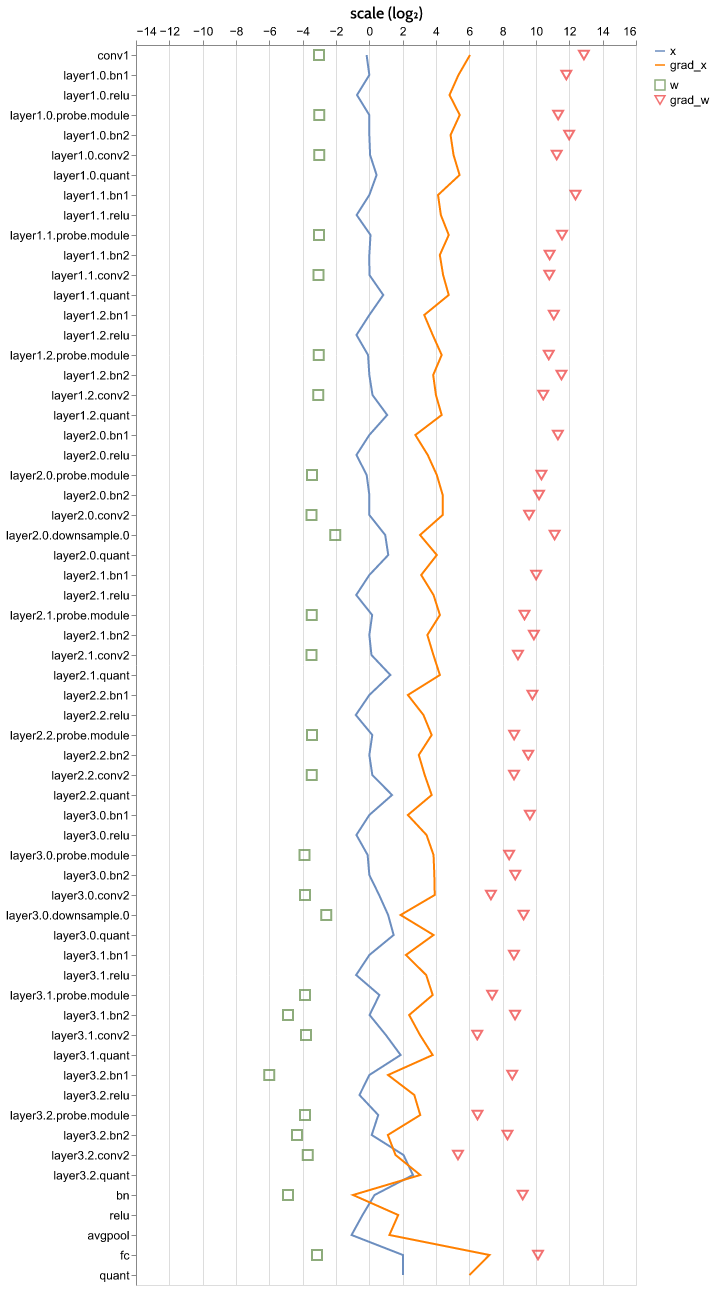 scale (log₂)
−14 −12 −10 −8 −6 −4 −2 0 2 4 6 8 10 12 14 16
x
grad_x
w
grad_w
conv1
layer1.0.bn1
layer1.0.relu
layer1.0.probe.module
layer1.0.bn2
layer1.0.conv2
layer1.0.quant
layer1.1.bn1
layer1.1.relu
layer1.1.probe.module
layer1.1.bn2
layer1.1.conv2
layer1.1.quant
layer1.2.bn1
layer1.2.relu
layer1.2.probe.module
layer1.2.bn2
layer1.2.conv2
layer1.2.quant
layer2.0.bn1
layer2.0.relu
layer2.0.probe.module
layer2.0.bn2
layer2.0.conv2
layer2.0.downsample.0
layer2.0.quant
layer2.1.bn1
layer2.1.relu
layer2.1.probe.module
layer2.1.bn2
layer2.1.conv2
layer2.1.quant
layer2.2.bn1
layer2.2.relu
layer2.2.probe.module
layer2.2.bn2
layer2.2.conv2
layer2.2.quant
layer3.0.bn1
layer3.0.relu
layer3.0.probe.module
layer3.0.bn2
layer3.0.conv2
layer3.0.downsample.0
layer3.0.quant
layer3.1.bn1
layer3.1.relu
layer3.1.probe.module
layer3.1.bn2
layer3.1.conv2
layer3.1.quant
layer3.2.bn1
layer3.2.relu
layer3.2.probe.module
layer3.2.bn2
layer3.2.conv2
layer3.2.quant
bn
relu
avgpool
fc
quant